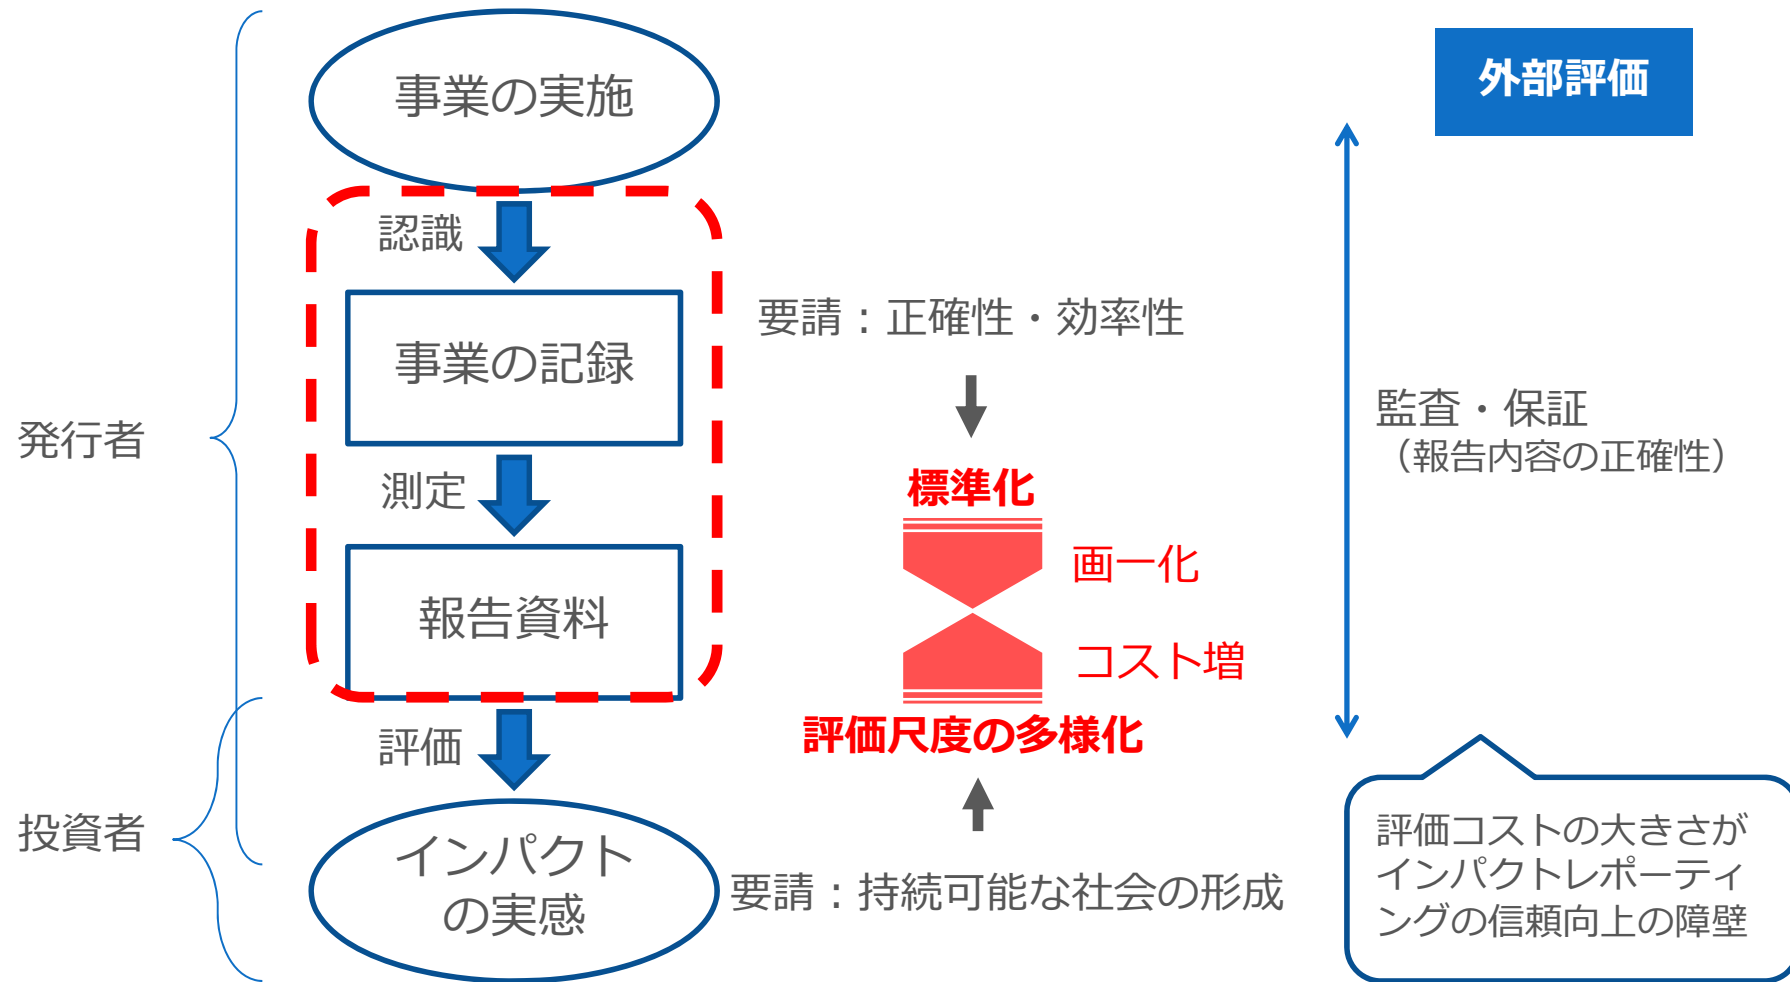 事業の実施
外部評価
認識
事業の記録
要請：正確性・効率性
発行者
測定
標準化
監査・保証
（報告内容の正確性）
画一化
報告資料
コスト増
評価尺度の多様化
評価
投資者
インパクト
の実感
要請：持続可能な社会の形成
評価コストの大きさが
インパクトレポーティ
ングの信頼向上の障壁